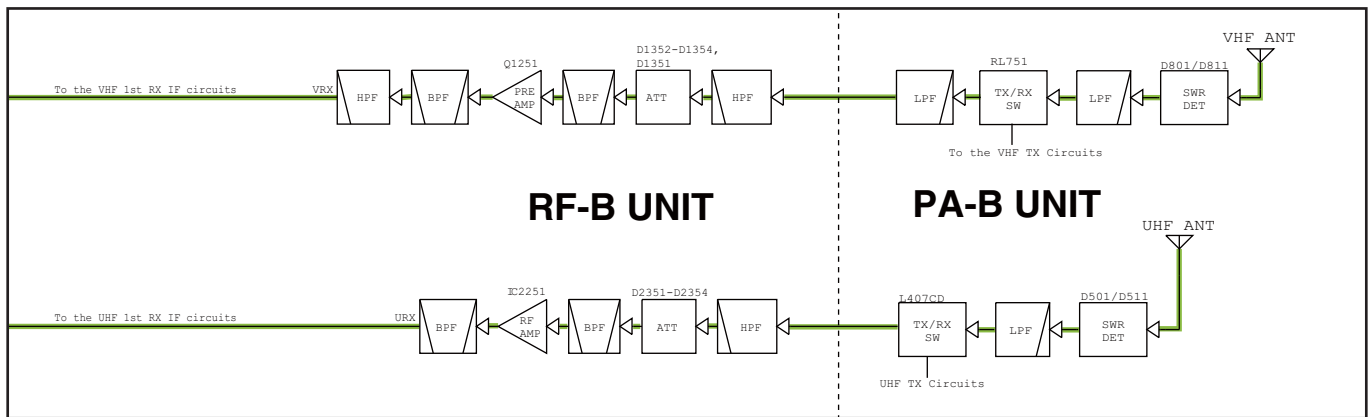 VHF ANT
D1352-D1354,
D1351
Q1251
RL751
D801/D811
To the VHF 1st RX IF circuits
VRX
HPF
BPF
PRE
AMP
BPF
ATT
HPF
LPF
TX/RX
SW
LPF
SWR
DET
To the VHF TX Circuits
RF-B UNIT
PA-B UNIT
UHF ANT
IC2251
D2351-D2354
L407CD
D501/D511
To the UHF 1st RX IF circuits
URX
BPF
RF
AMP
BPF
ATT
HPF
TX/RX
SW
LPF
SWR
DET
UHF TX Circuits